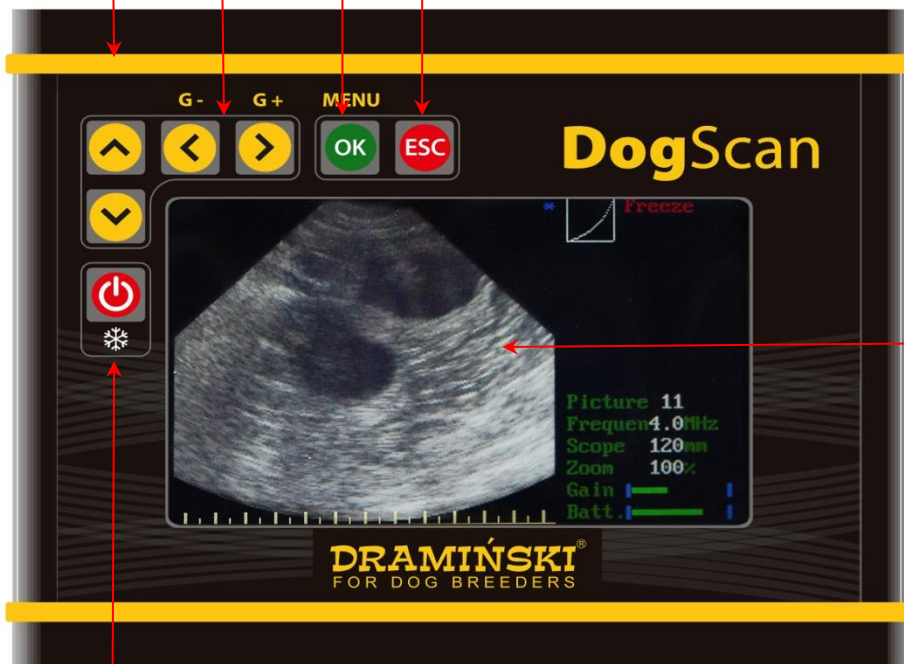 G - G + MENU
OK ESC
DogScan
* Freeze
Picture 11
Frequen4.0MHz
Scope 120mm
Zoom 100%
Gain
Batt.
DRAMIŃSKI®
FOR DOG BREEDERS